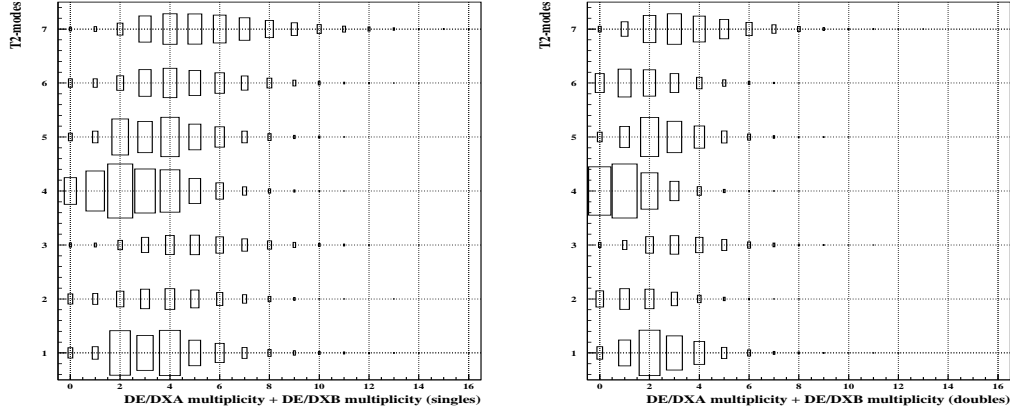 T2-modes
7
6
5
4
3
2
1
0 2 4 6 8 10 12 14 16
DE/DXA multiplicity + DE/DXB multiplicity (singles)
T2-modes
7
6
5
4
3
2
1
0 2 4 6 8 10 12 14 16
DE/DXA multiplicity + DE/DXB multiplicity (doubles)